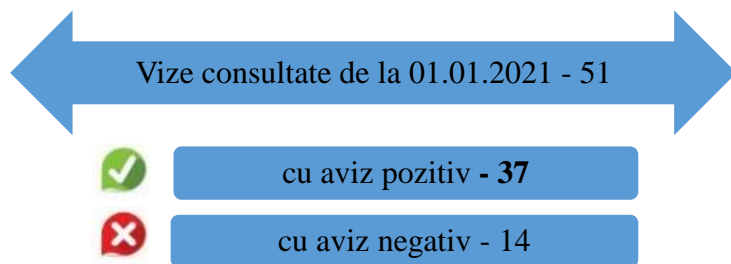 Vize consultate de la 01.01.2021 - 51
cu aviz pozitiv - 37
cu aviz negativ - 14